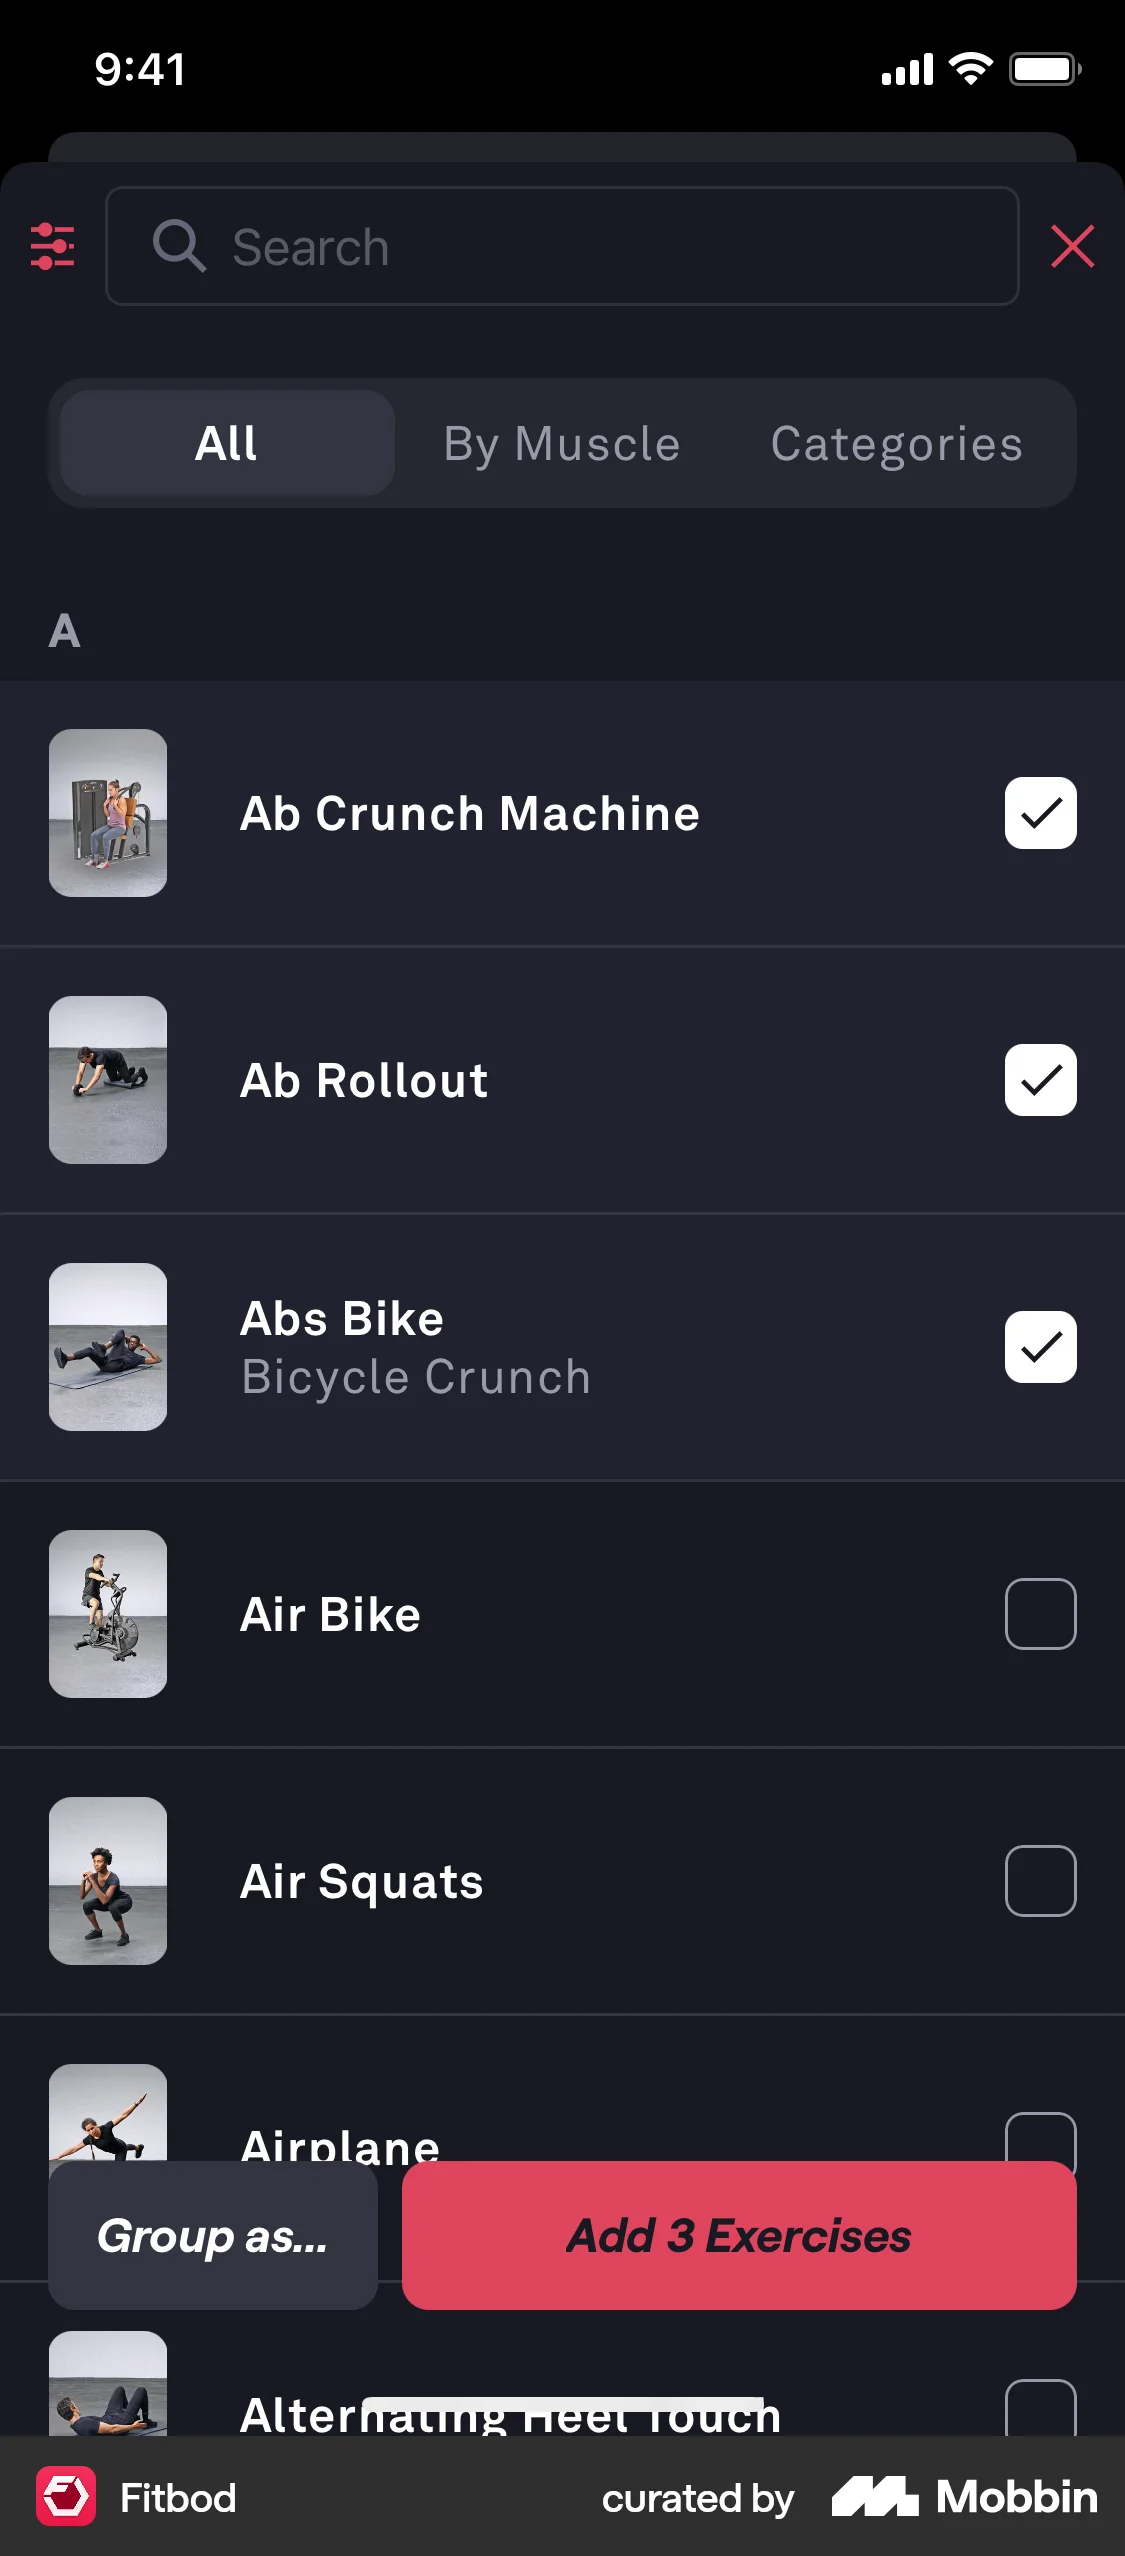 9:41
Search
All
By Muscle
Categories
A
Ab Crunch Machine
Ab Rollout
Abs Bike
Bicycle Crunch
Air Bike
Air Squats
Airplane
Group as...
Add 3 Exercises
Alternating Heel Touch
Fitbod
curated by
Mobbin